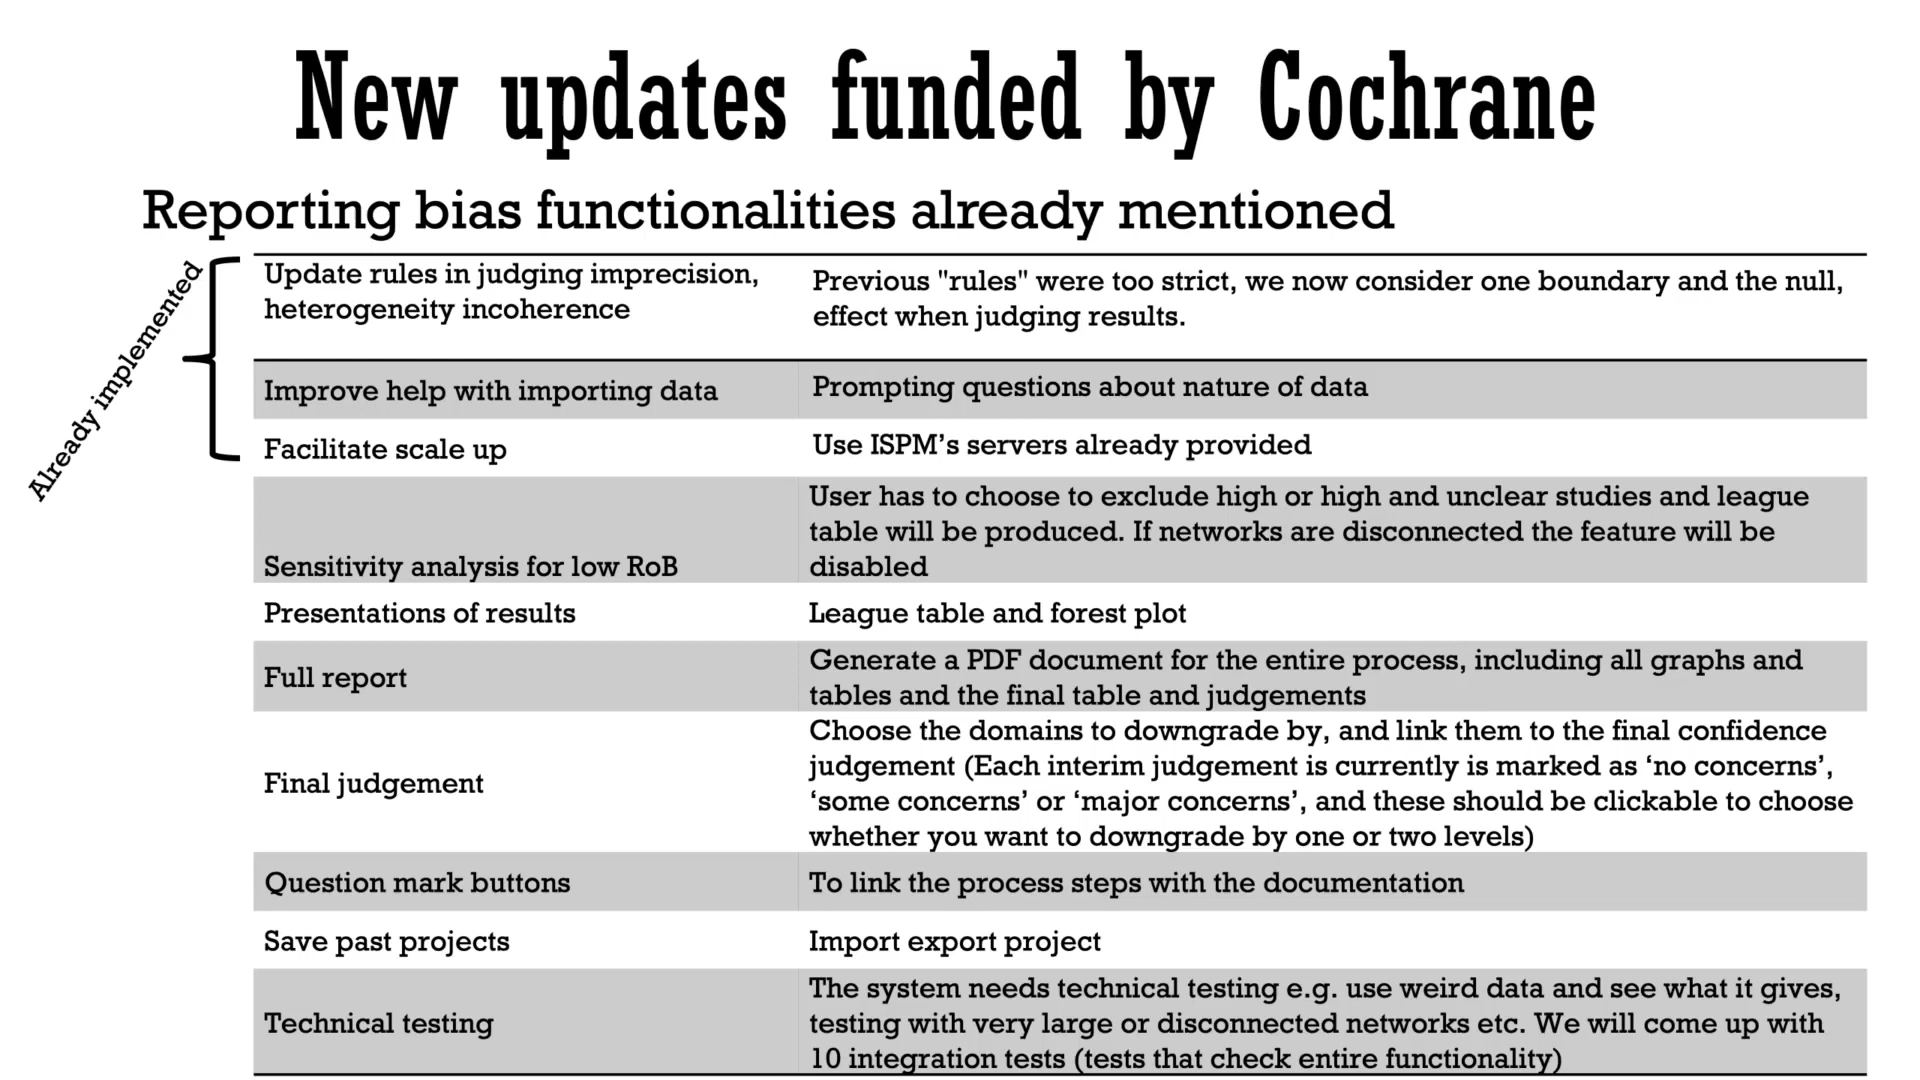 New updates funded by Cochrane
Reporting bias functionalities already mentioned
Already implemented
Update rules in judging imprecision,
heterogeneity incoherence
Previous "rules" were too strict, we now consider one boundary and the null,
effect when judging results.
Improve help with importing data
Prompting questions about nature of data
Facilitate scale up
Use ISPM’s servers already provided
Sensitivity analysis for low RoB
User has to choose to exclude high or high and unclear studies and league
table will be produced. If networks are disconnected the feature will be
disabled
Presentations of results
League table and forest plot
Full report
Generate a PDF document for the entire process, including all graphs and
tables and the final table and judgements
Final judgement
Choose the domains to downgrade by, and link them to the final confidence
judgement (Each interim judgement is currently is marked as ‘no concerns’,
‘some concerns’ or ‘major concerns’, and these should be clickable to choose
whether you want to downgrade by one or two levels)
Question mark buttons
To link the process steps with the documentation
Save past projects
Import export project
Technical testing
The system needs technical testing e.g. use weird data and see what it gives,
testing with very large or disconnected networks etc. We will come up with
10 integration tests (tests that check entire functionality)